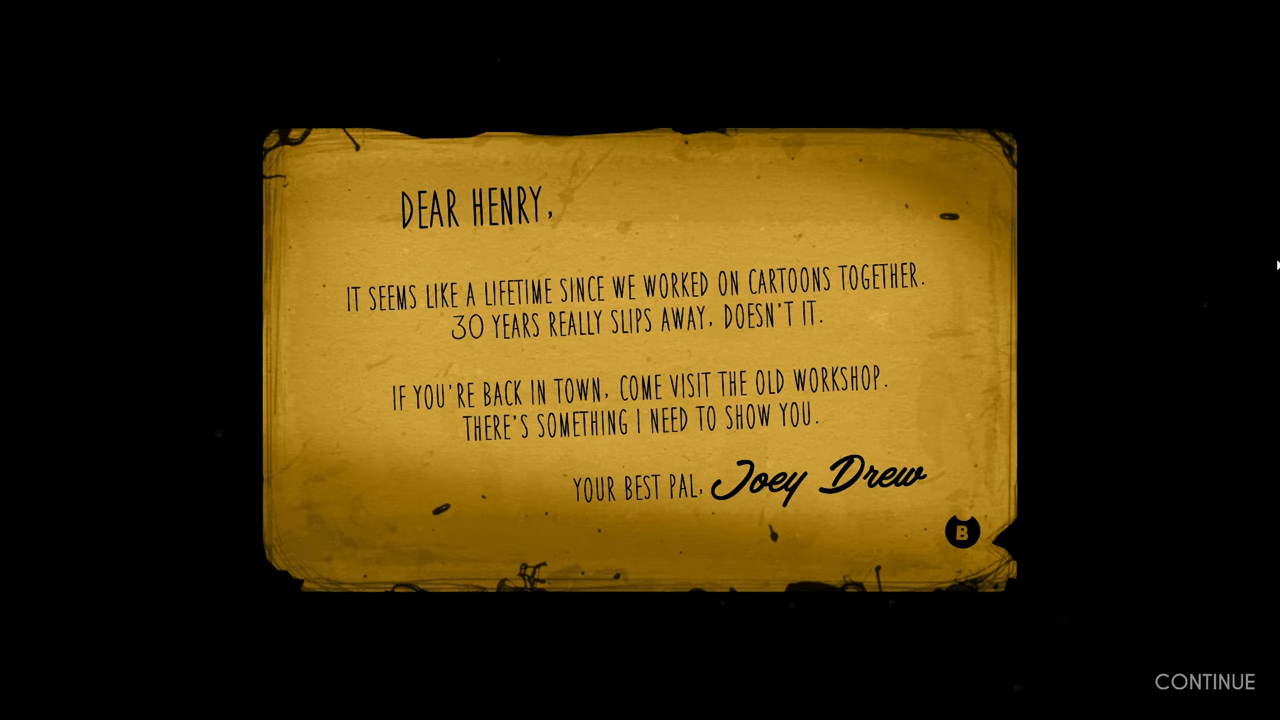 DEAR HENRY,
IT SEEMS LIKE A LIFETIME SINCE WE WORKED ON CARTOONS TOGETHER.
30 YEARS REALLY SLIPS AWAY, DOESN'T IT.
IF YOU'RE BACK IN TOWN, COME VISIT THE OLD WORKSHOP.
THERE'S SOMETHING I NEED TO SHOW YOU.
YOUR BEST PAL, Joey Drew
B
CONTINUE